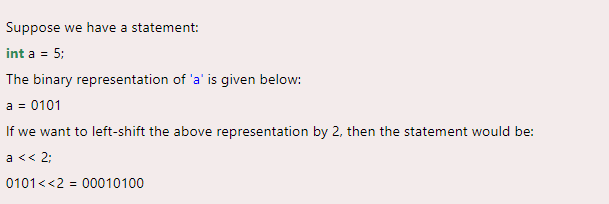 Suppose we have a statement:
int a = 5;
The binary representation of 'a' is given below:
a = 0101
If we want to left-shift the above representation by 2, then the statement would be:
a << 2;
0101<<2 = 00010100